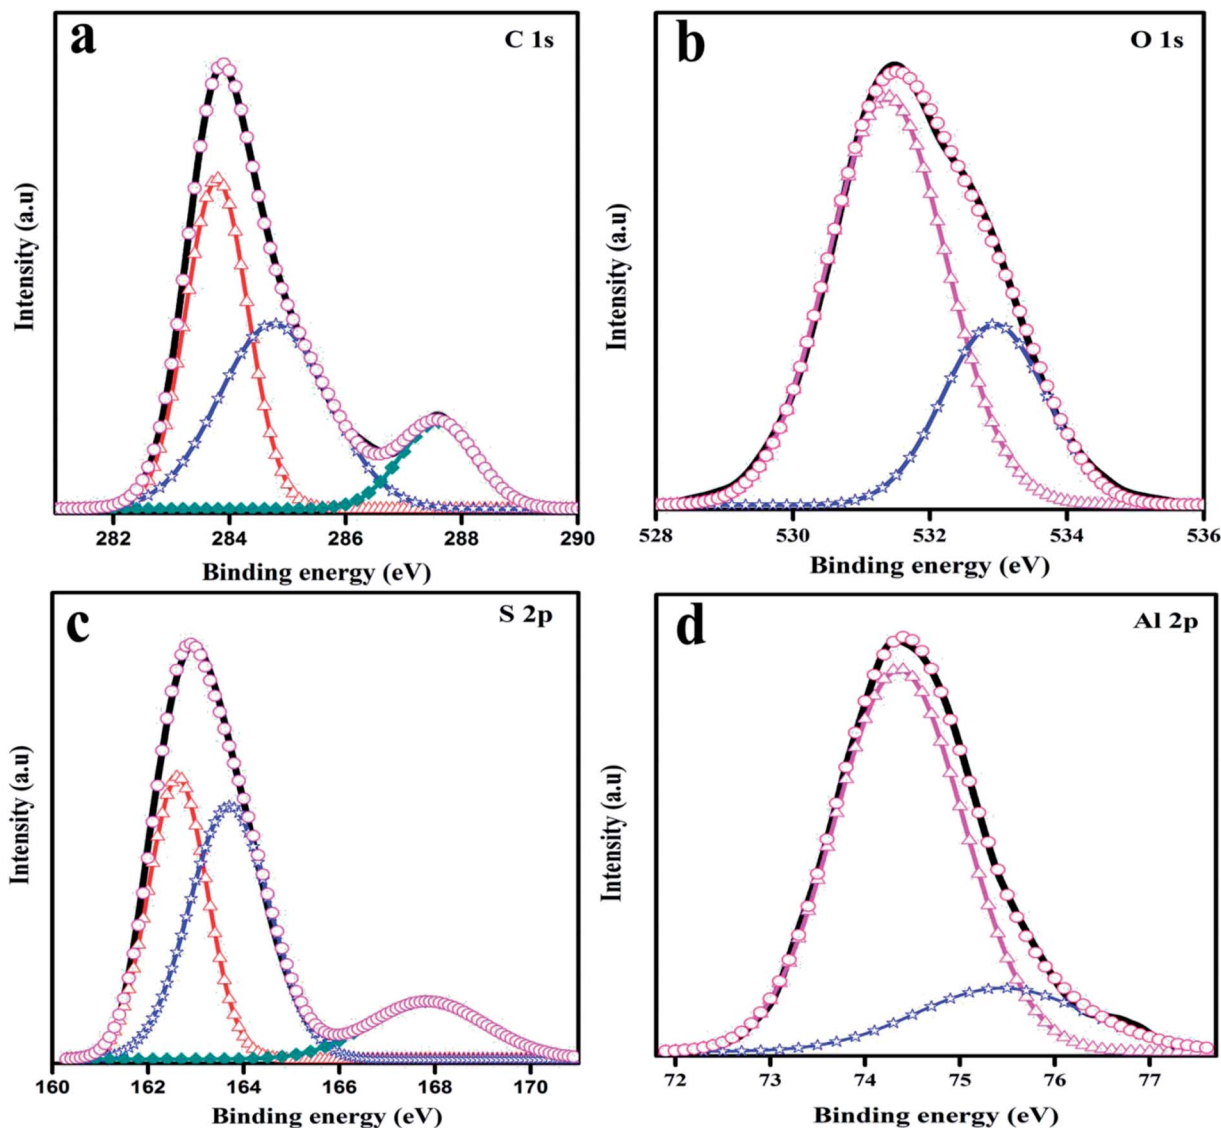 a
C 1s
Intensity (a.u)
282 284 286 288 290
Binding energy (eV)
b
O 1s
Intensity (a.u)
528 530 532 534 536
Binding energy (eV)
c
S 2p
Intensity (a.u)
160 162 164 166 168 170
Binding energy (eV)
d
Al 2p
Intensity (a.u)
72 73 74 75 76 77
Binding energy (eV)